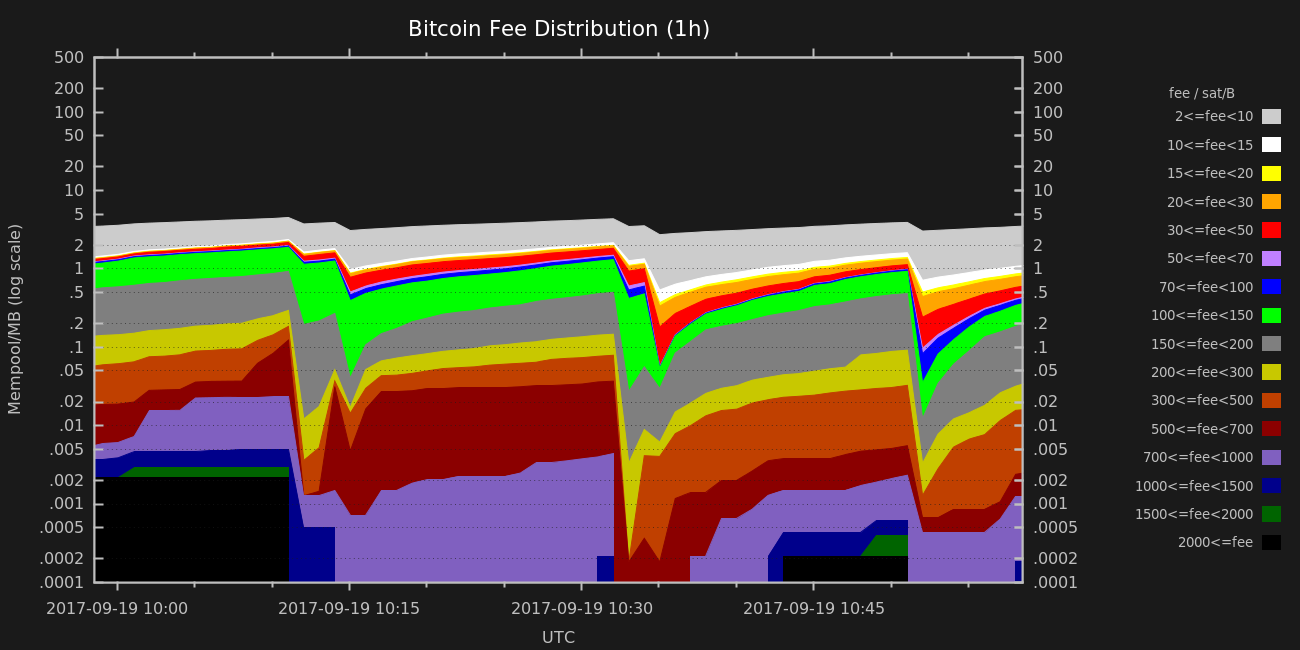 Bitcoin Fee Distribution (1h)
500
200
100
50
20
10
5
2
1
.5
.2
.1
.05
.02
.01
.005
.002
.001
.0005
.0002
.0001
Mempool/MB (log scale)
500
200
100
50
20
10
5
2
1
.5
.2
.1
.05
.02
.01
.005
.002
.001
.0005
.0002
.0001
2017-09-19 10:00
2017-09-19 10:15
2017-09-19 10:30
2017-09-19 10:45
UTC
fee / sat/B
2<=fee<10
10<=fee<15
15<=fee<20
20<=fee<30
30<=fee<50
50<=fee<70
70<=fee<100
100<=fee<150
150<=fee<200
200<=fee<300
300<=fee<500
500<=fee<700
700<=fee<1000
1000<=fee<1500
1500<=fee<2000
2000<=fee